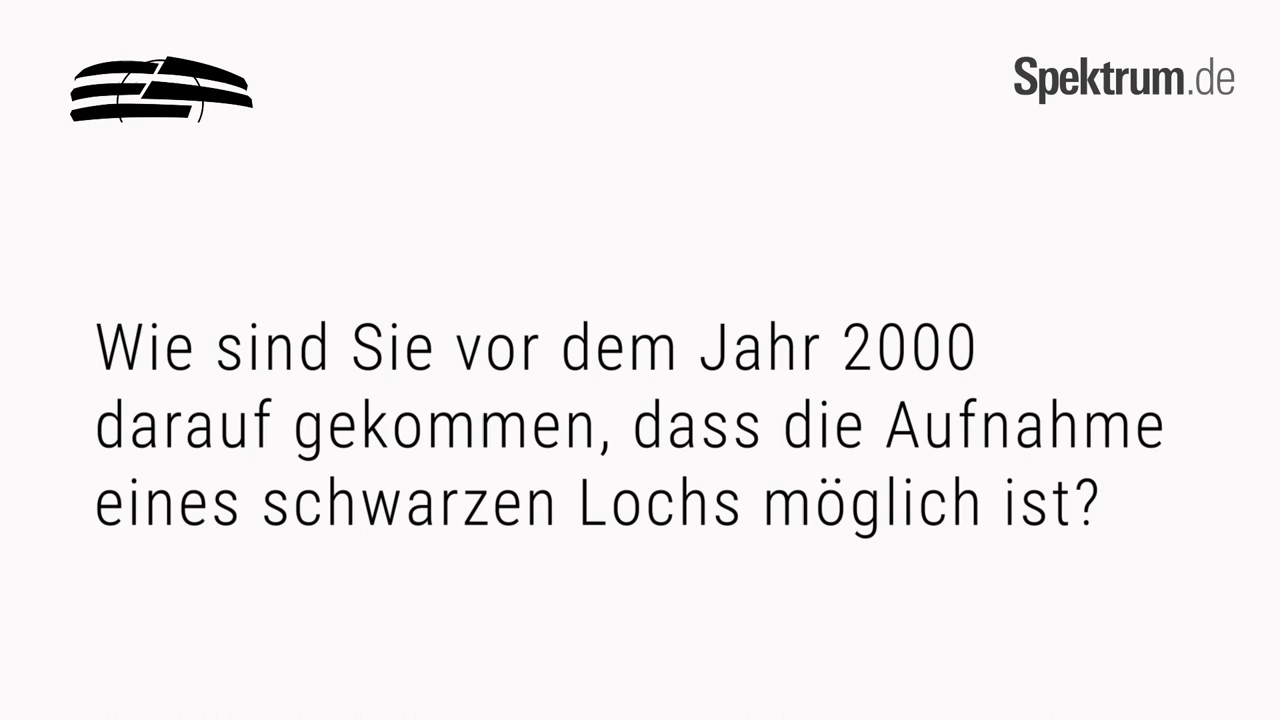 Spektrum.de
Wie sind Sie vor dem Jahr 2000
darauf gekommen, dass die Aufnahme
eines schwarzen Lochs möglich ist?